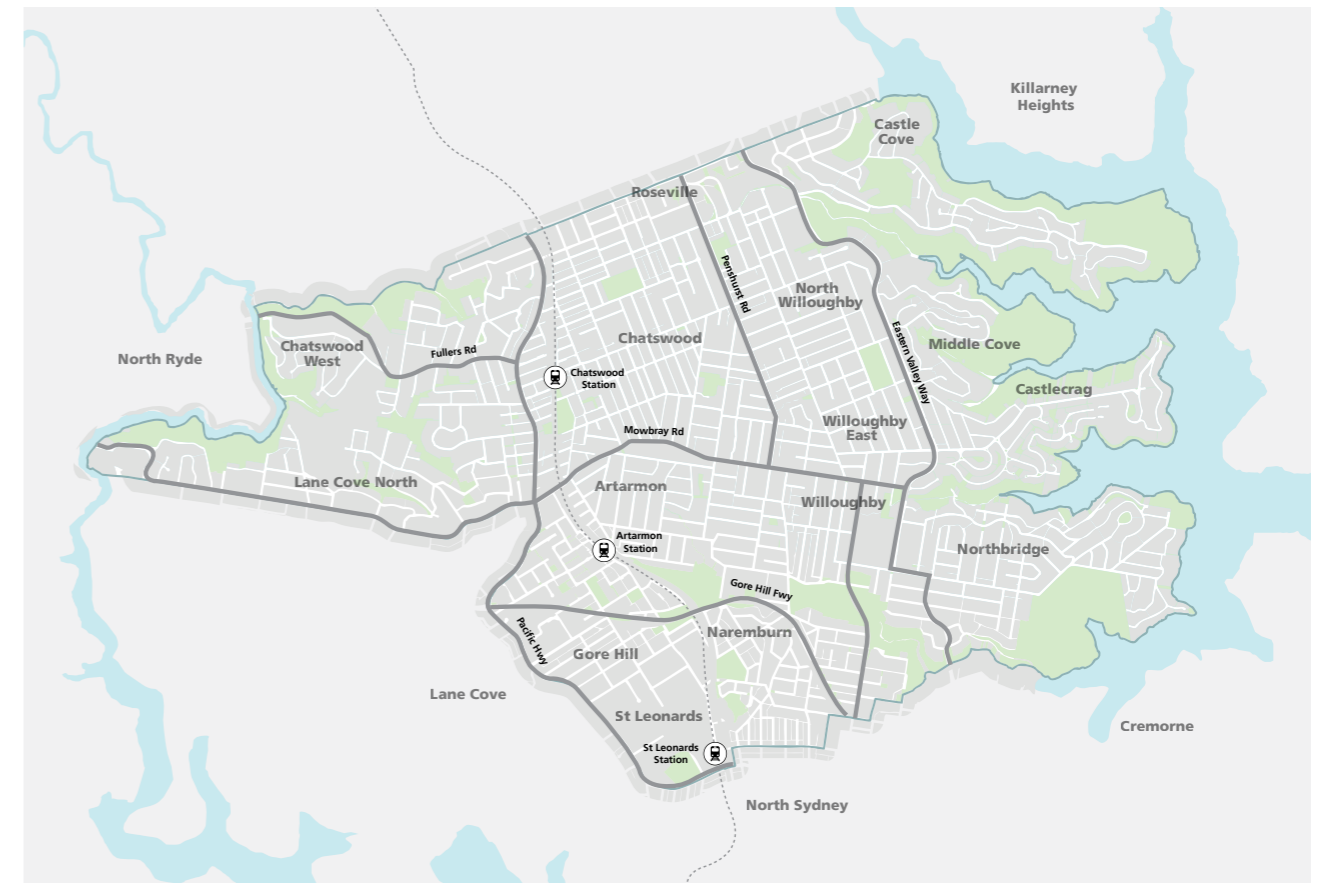 Killarney
Heights
Castle
Cove
Roseville
Penshurst Rd
North
Willoughby
Chatswood
Eastern Valley Way
Middle Cove
North Ryde
Chatswood
West
Fullers Rd
Chatswood
Station
Castlecrag
Mowbray Rd
Willoughby
East
Lane Cove North
Artarmon
Willoughby
Artarmon
Station
Northbridge
Gore Hill Fwy
Pacific Hwy
Naremburn
Gore Hill
Lane Cove
St Leonards
Cremorne
St Leonards
Station
North Sydney